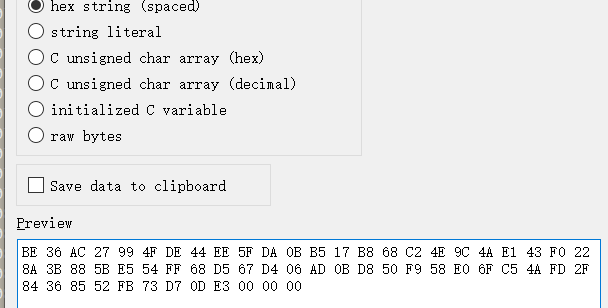 hex string (spaced)
string literal
C unsigned char array (hex)
C unsigned char array (decimal)
initialized C variable
raw bytes
Save data to clipboard
Preview
BE 36 AC 27 99 4F DE 44 EE 5F DA 0B B5 17 B8 68 C2 4E 9C 4A E1 43 F0 22
8A 3B 88 5B E5 54 FF 68 D5 67 D4 06 AD 0B D8 50 F9 58 E0 6F C5 4A FD 2F
84 36 85 52 FB 73 D7 0D E3 00 00 00